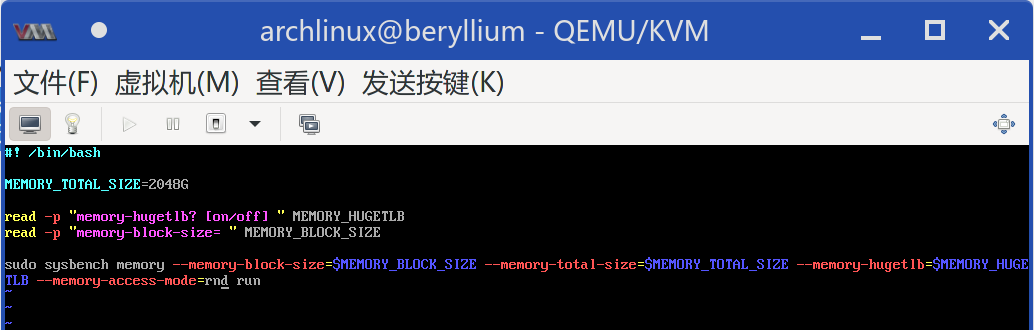 archlinux@beryllium - QEMU/KVM
文件(F) 虚拟机(M) 查看(V) 发送按键(K)
#! /bin/bash
MEMORY_TOTAL_SIZE=2048G
read -p "memory-hugetlb? [on/off] " MEMORY_HUGETLB
read -p "memory-block-size= " MEMORY_BLOCK_SIZE
sudo sysbench memory --memory-block-size=$MEMORY_BLOCK_SIZE --memory-total-size=$MEMORY_TOTAL_SIZE --memory-hugetlb=$MEMORY_HUGE
TLB --memory-access-mode=rnd run
~
~
~